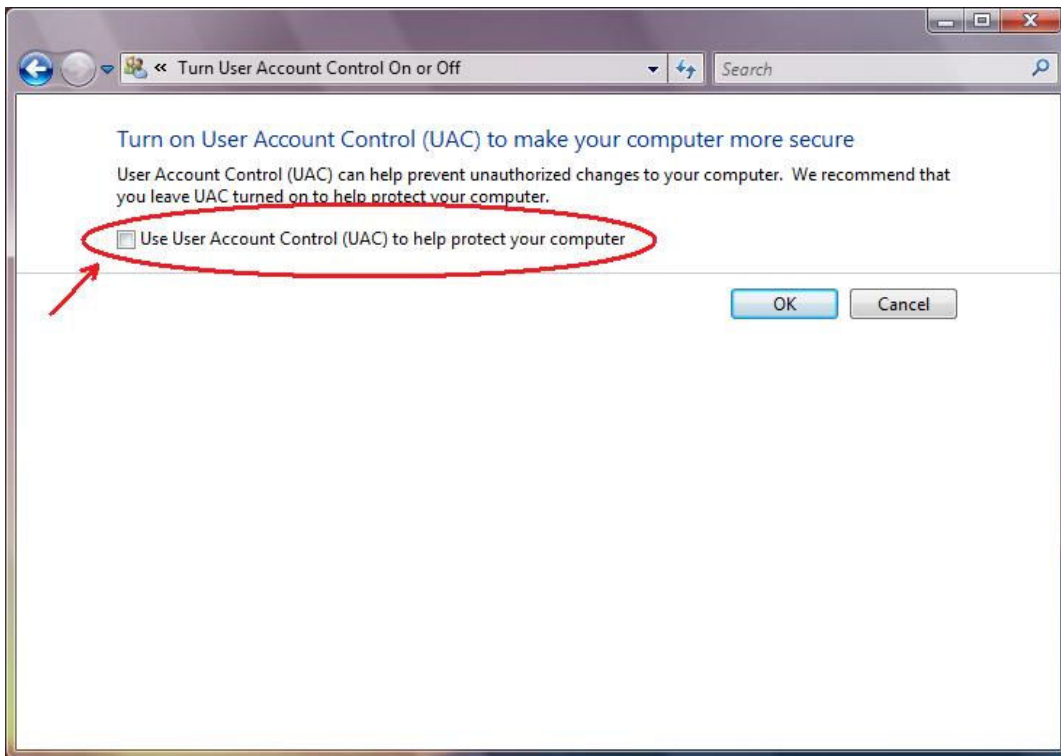 « Turn User Account Control On or Off
Search
Turn on User Account Control (UAC) to make your computer more secure
User Account Control (UAC) can help prevent unauthorized changes to your computer. We recommend that
you leave UAC turned on to help protect your computer.
Use User Account Control (UAC) to help protect your computer
OK
Cancel